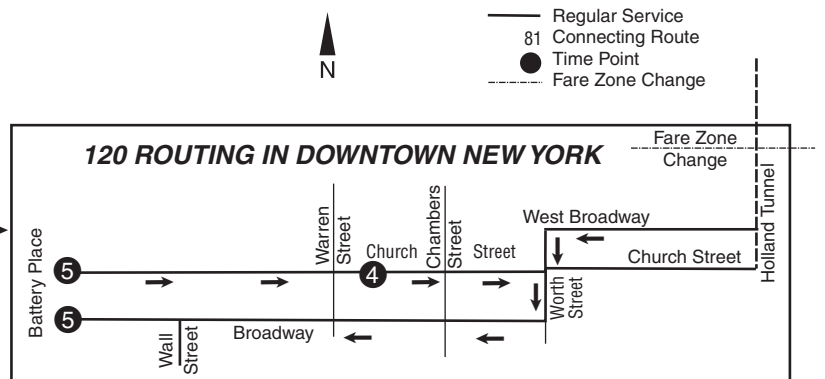 Regular Service
81 Connecting Route
Time Point
Fare Zone Change
N
120 ROUTING IN DOWNTOWN NEW YORK
Fare Zone
Change
Holland Tunnel
West Broadway
Church Street
Warren
Street
Church
4
Chambers
Street
Street
Worth
Street
Battery Place
5
5
Wall
Street
Broadway